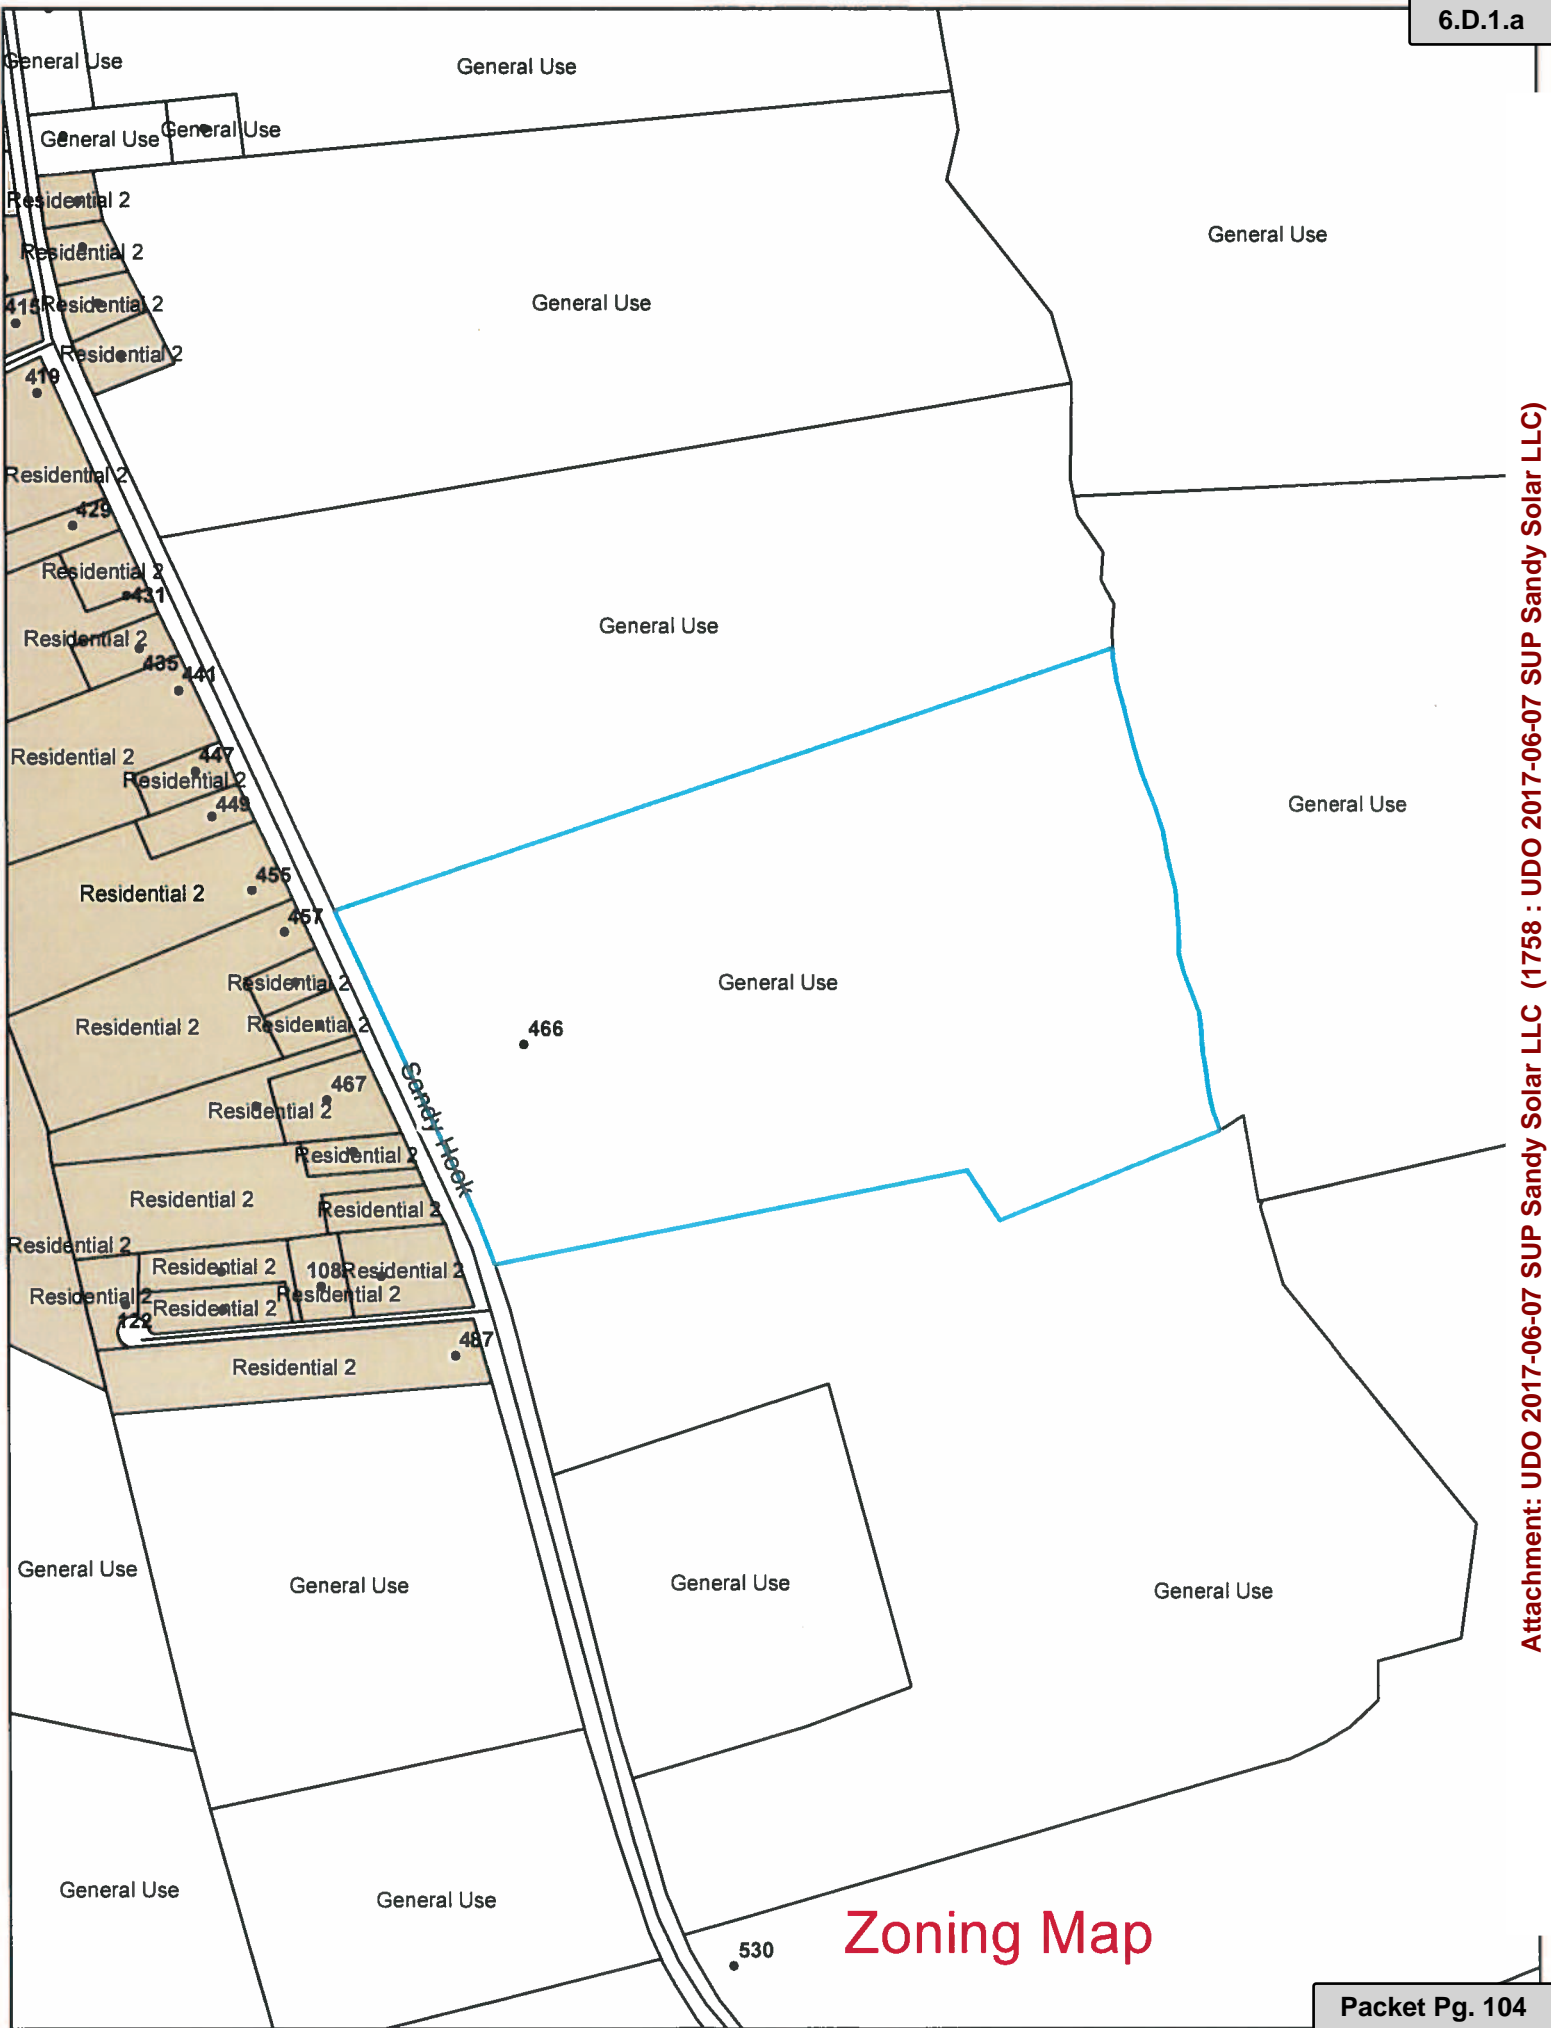 6.D.1.a
General Use
General Use
General Use
General Use
Residential 2
General Use
Residential 2
415
Residential 2
General Use
Residential 2
419
Residential 2
429
Residential 2
431
General Use
Residential 2
435
441
Residential 2
447
Residential 2
449
General Use
455
Residential 2
457
Residential 2
General Use
Residential 2
Residential 2
466
Sandy Hook
467
Residential 2
Residential 2
Residential 2
Residential 2
Residential 2
Residential 2
108
Residential 2
Residential 2
Residential 2
Residential 2
122
487
Residential 2
General Use
General Use
General Use
General Use
General Use
General Use
Zoning Map
530
Attachment: UDO 2017-06-07 SUP Sandy Solar LLC (1758 : UDO 2017-06-07 SUP Sandy Solar LLC)
Packet Pg. 104